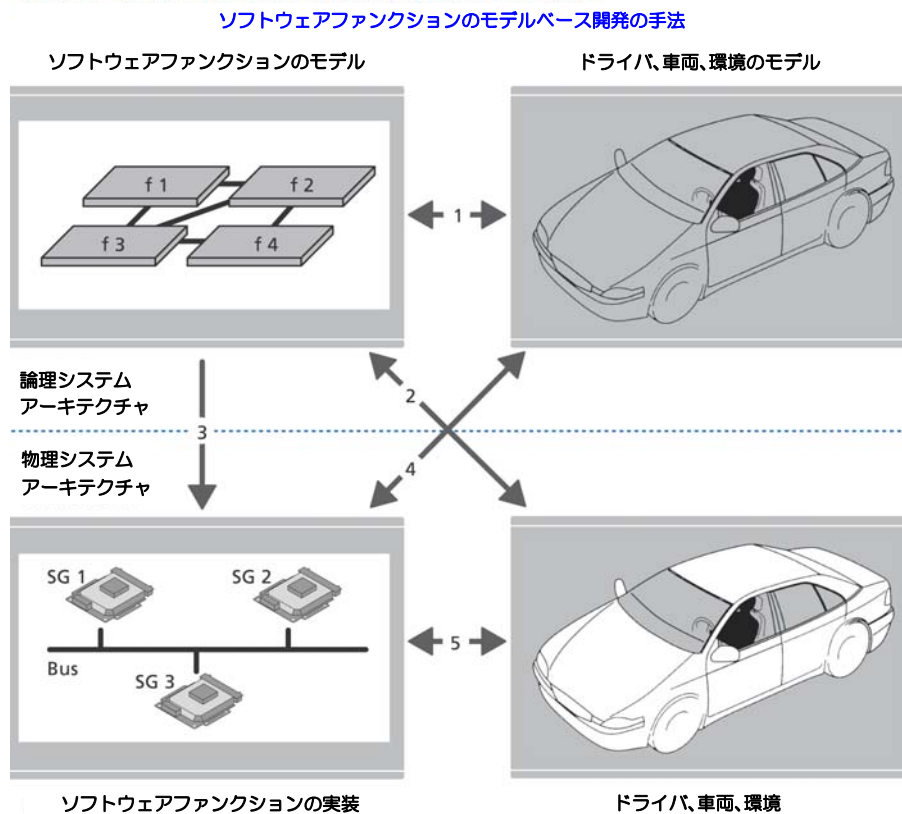 ソフトウェアファンクションのモデルベース開発の手法
ソフトウェアファンクションのモデル
ドライバ、車両、環境のモデル
f 1
f 2
f 3
f 4
1
論理システム
アーキテクチャ
2
3
物理システム
アーキテクチャ
4
SG 1
SG 2
Bus
SG 3
5
ソフトウェアファンクションの実装
ドライバ、車両、環境